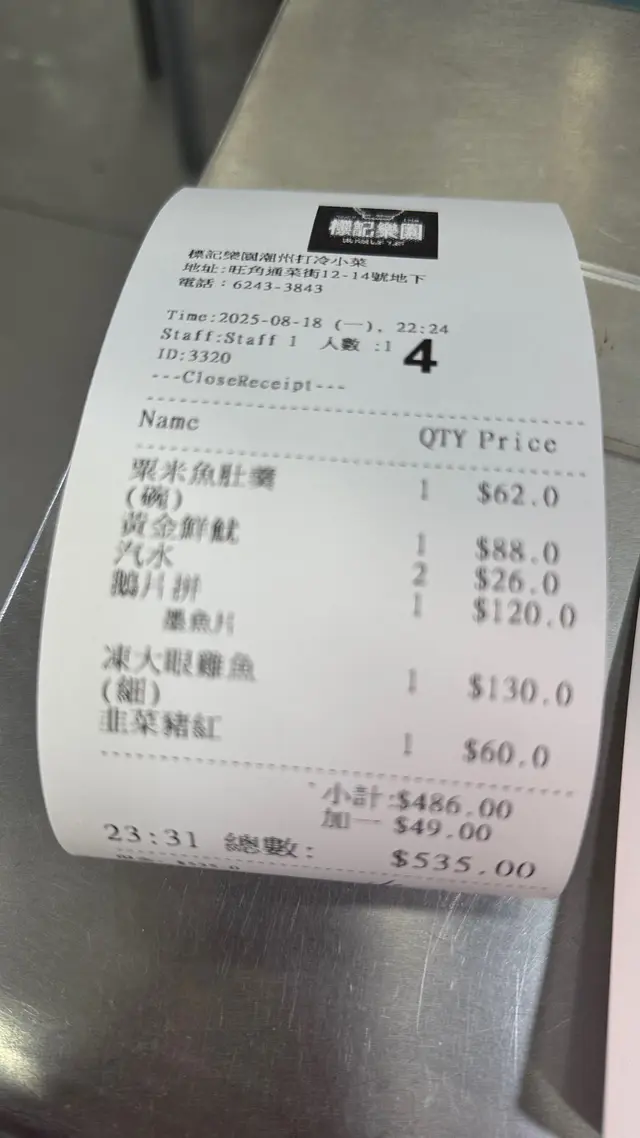 標記樂園
標記樂園潮州打冷小菜
地址:旺角通菜街12-14號地下
電話：6243-3843
Time:2025-08-18 (一), 22:24
Staff:Staff 1 人數 :1 4
ID:3320
---CloseReceipt---
Name QTY Price
粟米魚肚羹 1 $62.0
(碗)
黃金鮮魷 1 $88.0
汽水 2 $26.0
鵝片拼 1 $120.0
墨魚片
凍大眼雞魚 1 $130.0
(細)
韭菜豬紅 1 $60.0
小計:$486.00
加一 $49.00
23:31 總數: $535.00